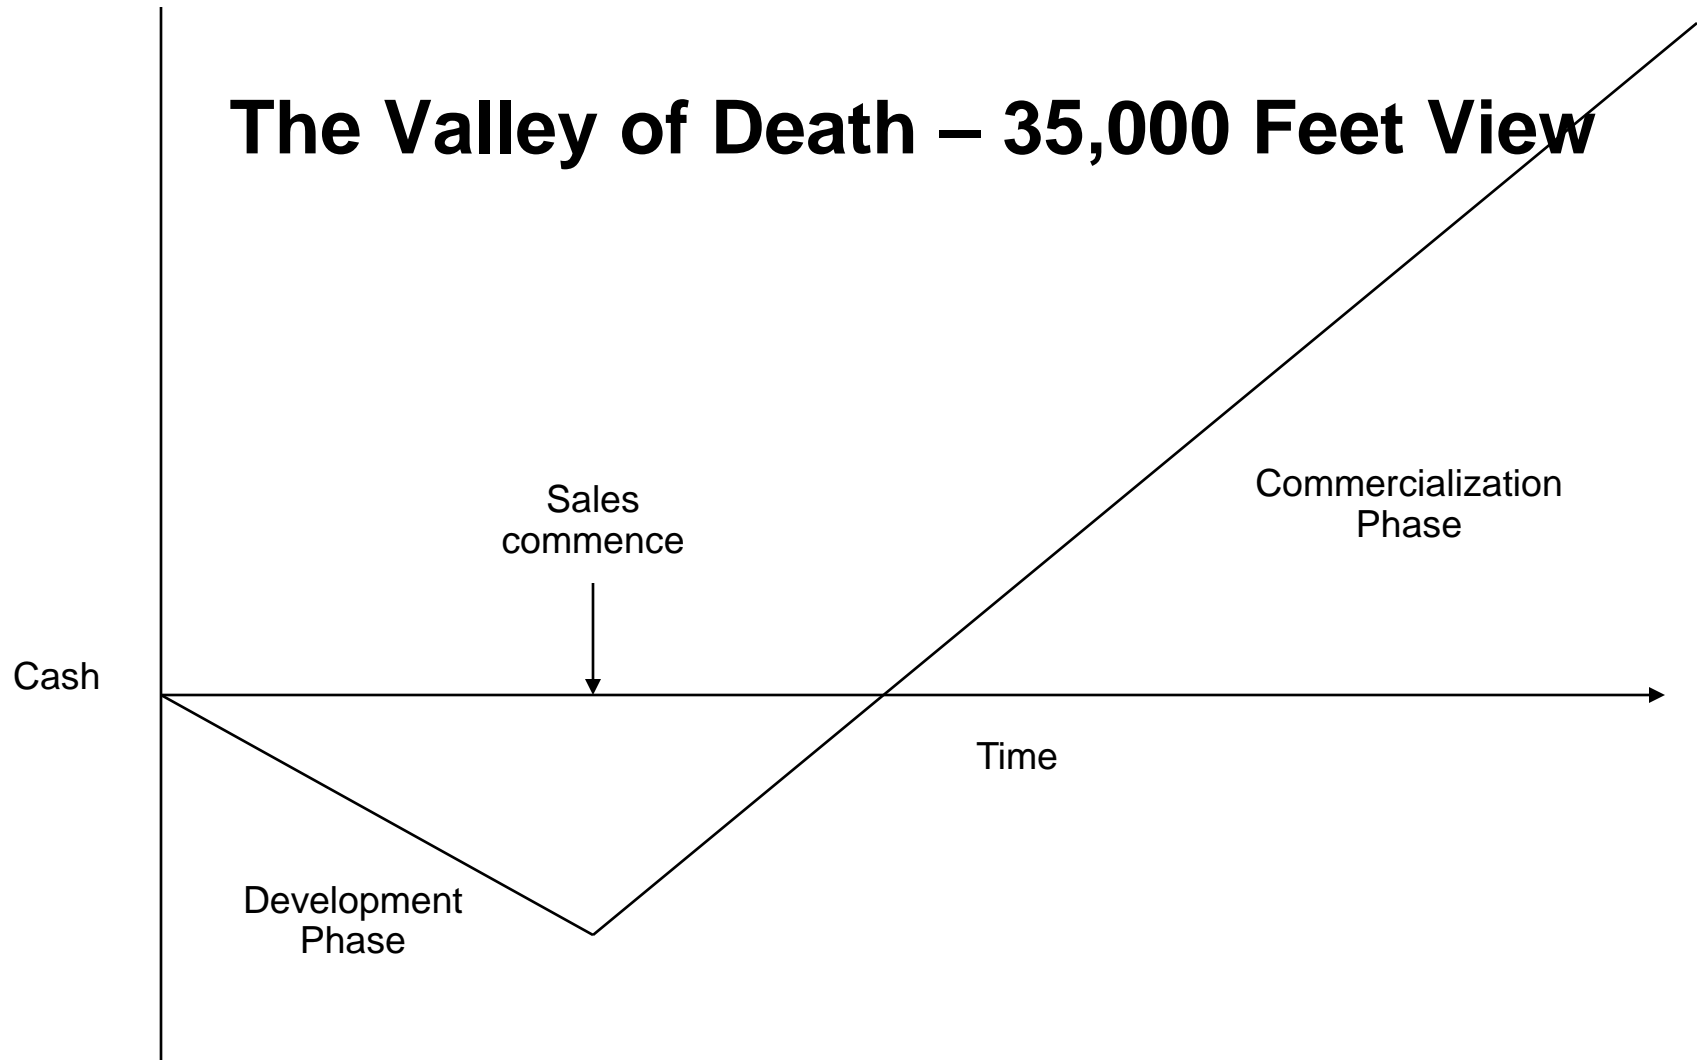 The Valley of Death – 35,000 Feet View
Sales
commence
Commercialization
Phase
Cash
Time
Development
Phase